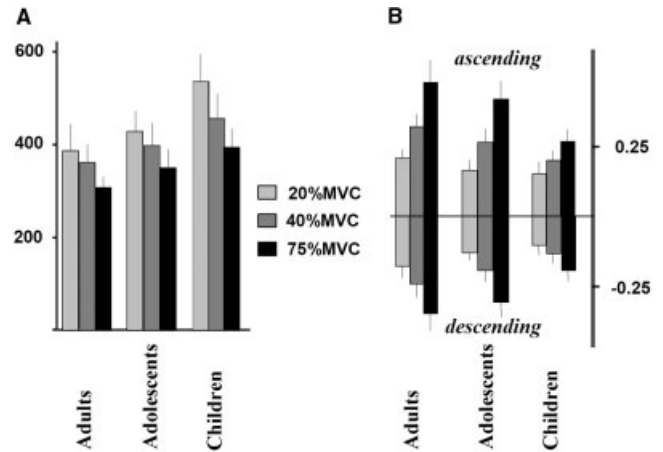 A
B
600
400
200
20%MVC
40%MVC
75%MVC
Adults
Adolescents
Children
ascending
0.25
-0.25
descending
Adults
Adolescents
Children